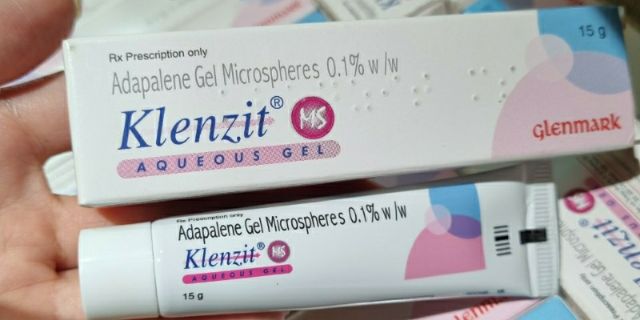 Rx Prescription only
15 g
Adapalene Gel Microspheres 0.1% w/w
Klenzit® MS
AQUEOUS GEL
glenmark
Rx Prescription only
Adapalene Gel Microspheres 0.1% w/w
Klenzit® MS
AQUEOUS GEL
15 g